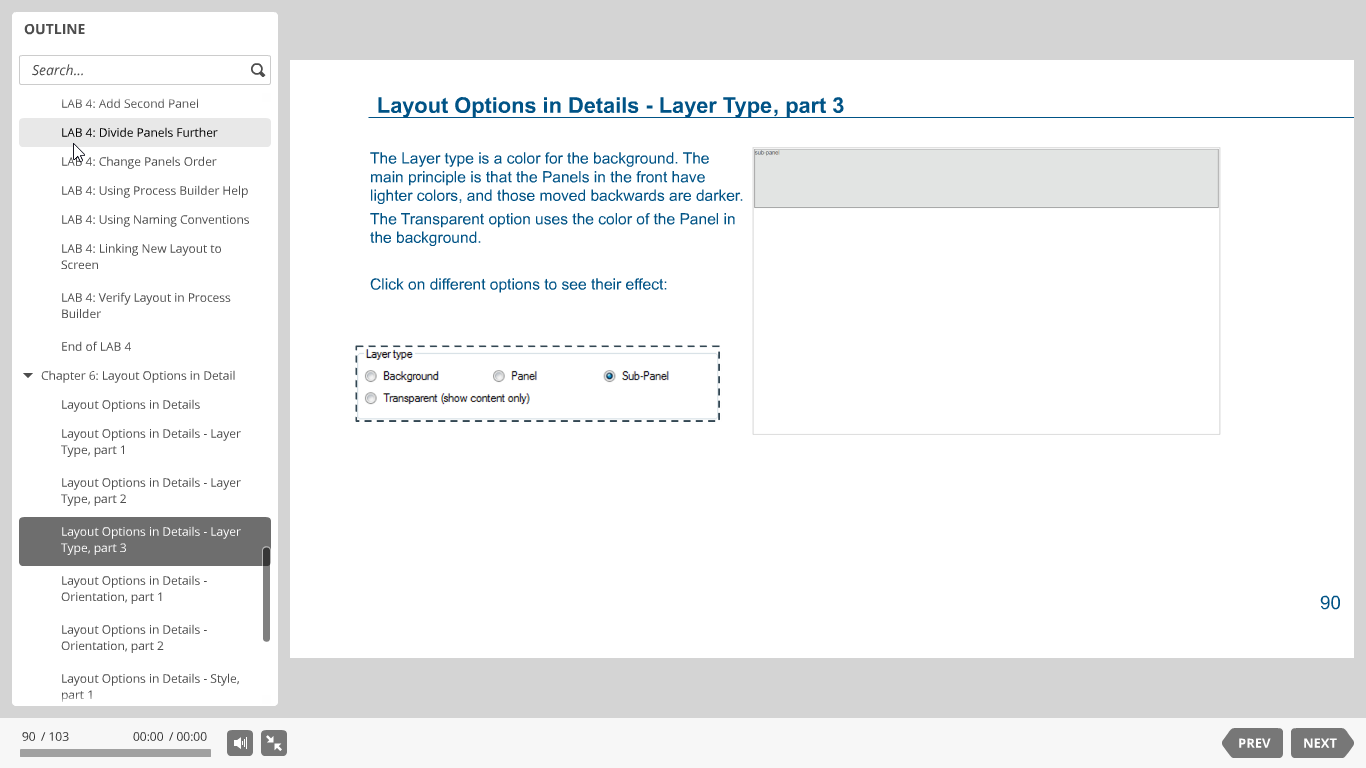 OUTLINE
Search...
LAB 4: Add Second Panel
LAB 4: Divide Panels Further
LAB 4: Change Panels Order
LAB 4: Using Process Builder Help
LAB 4: Using Naming Conventions
LAB 4: Linking New Layout to
Screen
LAB 4: Verify Layout in Process
Builder
End of LAB 4
Chapter 6: Layout Options in Detail
Layout Options in Details
Layout Options in Details - Layer
Type, part 1
Layout Options in Details - Layer
Type, part 2
Layout Options in Details - Layer
Type, part 3
Layout Options in Details -
Orientation, part 1
Layout Options in Details -
Orientation, part 2
Layout Options in Details - Style,
part 1
Layout Options in Details - Layer Type, part 3
The Layer type is a color for the background. The
main principle is that the Panels in the front have
lighter colors, and those moved backwards are darker.
The Transparent option uses the color of the Panel in
the background.
Click on different options to see their effect:
Layer type
Background Panel Sub-Panel
Transparent (show content only)
sub-panel
90
90 / 103 00:00 / 00:00
PREV NEXT